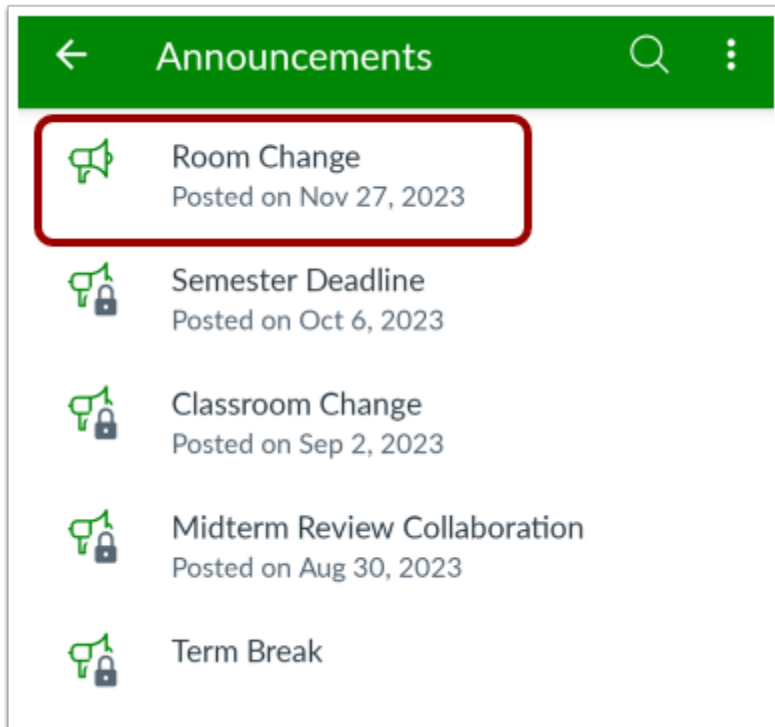 Announcements
Room Change
Posted on Nov 27, 2023
Semester Deadline
Posted on Oct 6, 2023
Classroom Change
Posted on Sep 2, 2023
Midterm Review Collaboration
Posted on Aug 30, 2023
Term Break